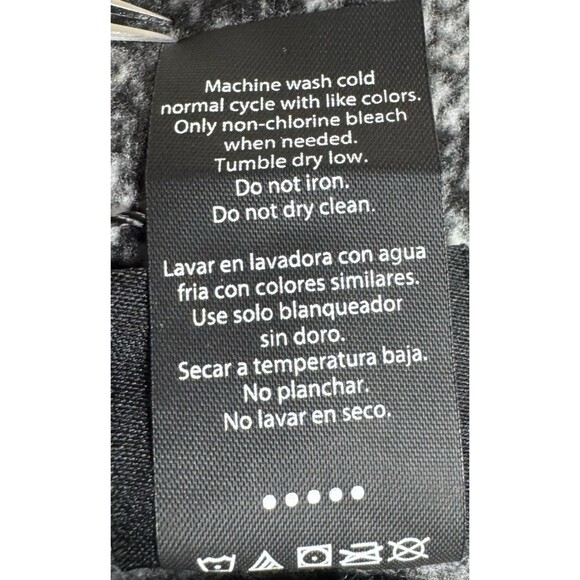 Machine wash cold
normal cycle with like colors.
Only non-chlorine bleach
when needed.
Tumble dry low.
Do not iron.
Do not dry clean.
Lavar en lavadora con agua
fria con colores similares.
Use solo blanqueador
sin doro.
Secar a temperatura baja.
No planchar.
No lavar en seco.